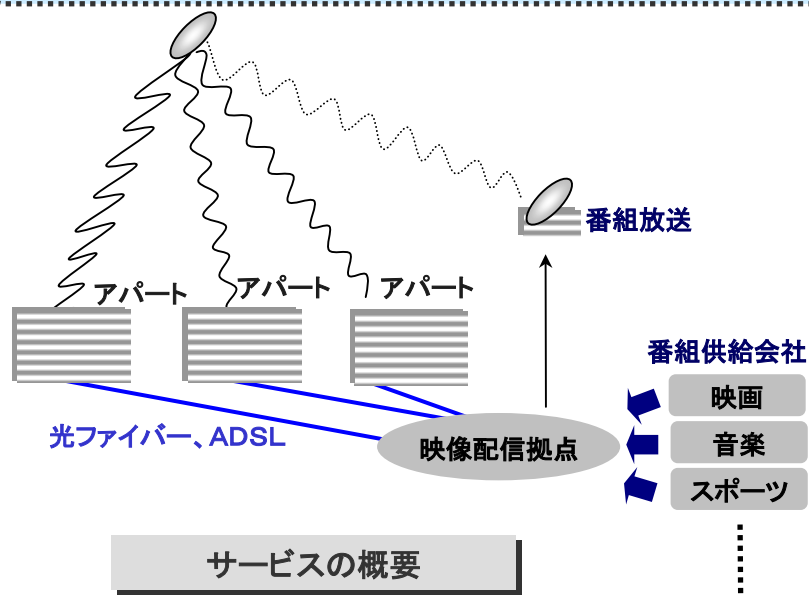 番組放送
アパート
アパート
アパート
番組供給会社
映画
光ファイバー、ADSL
映像配信拠点
音楽
スポーツ
サービスの概要